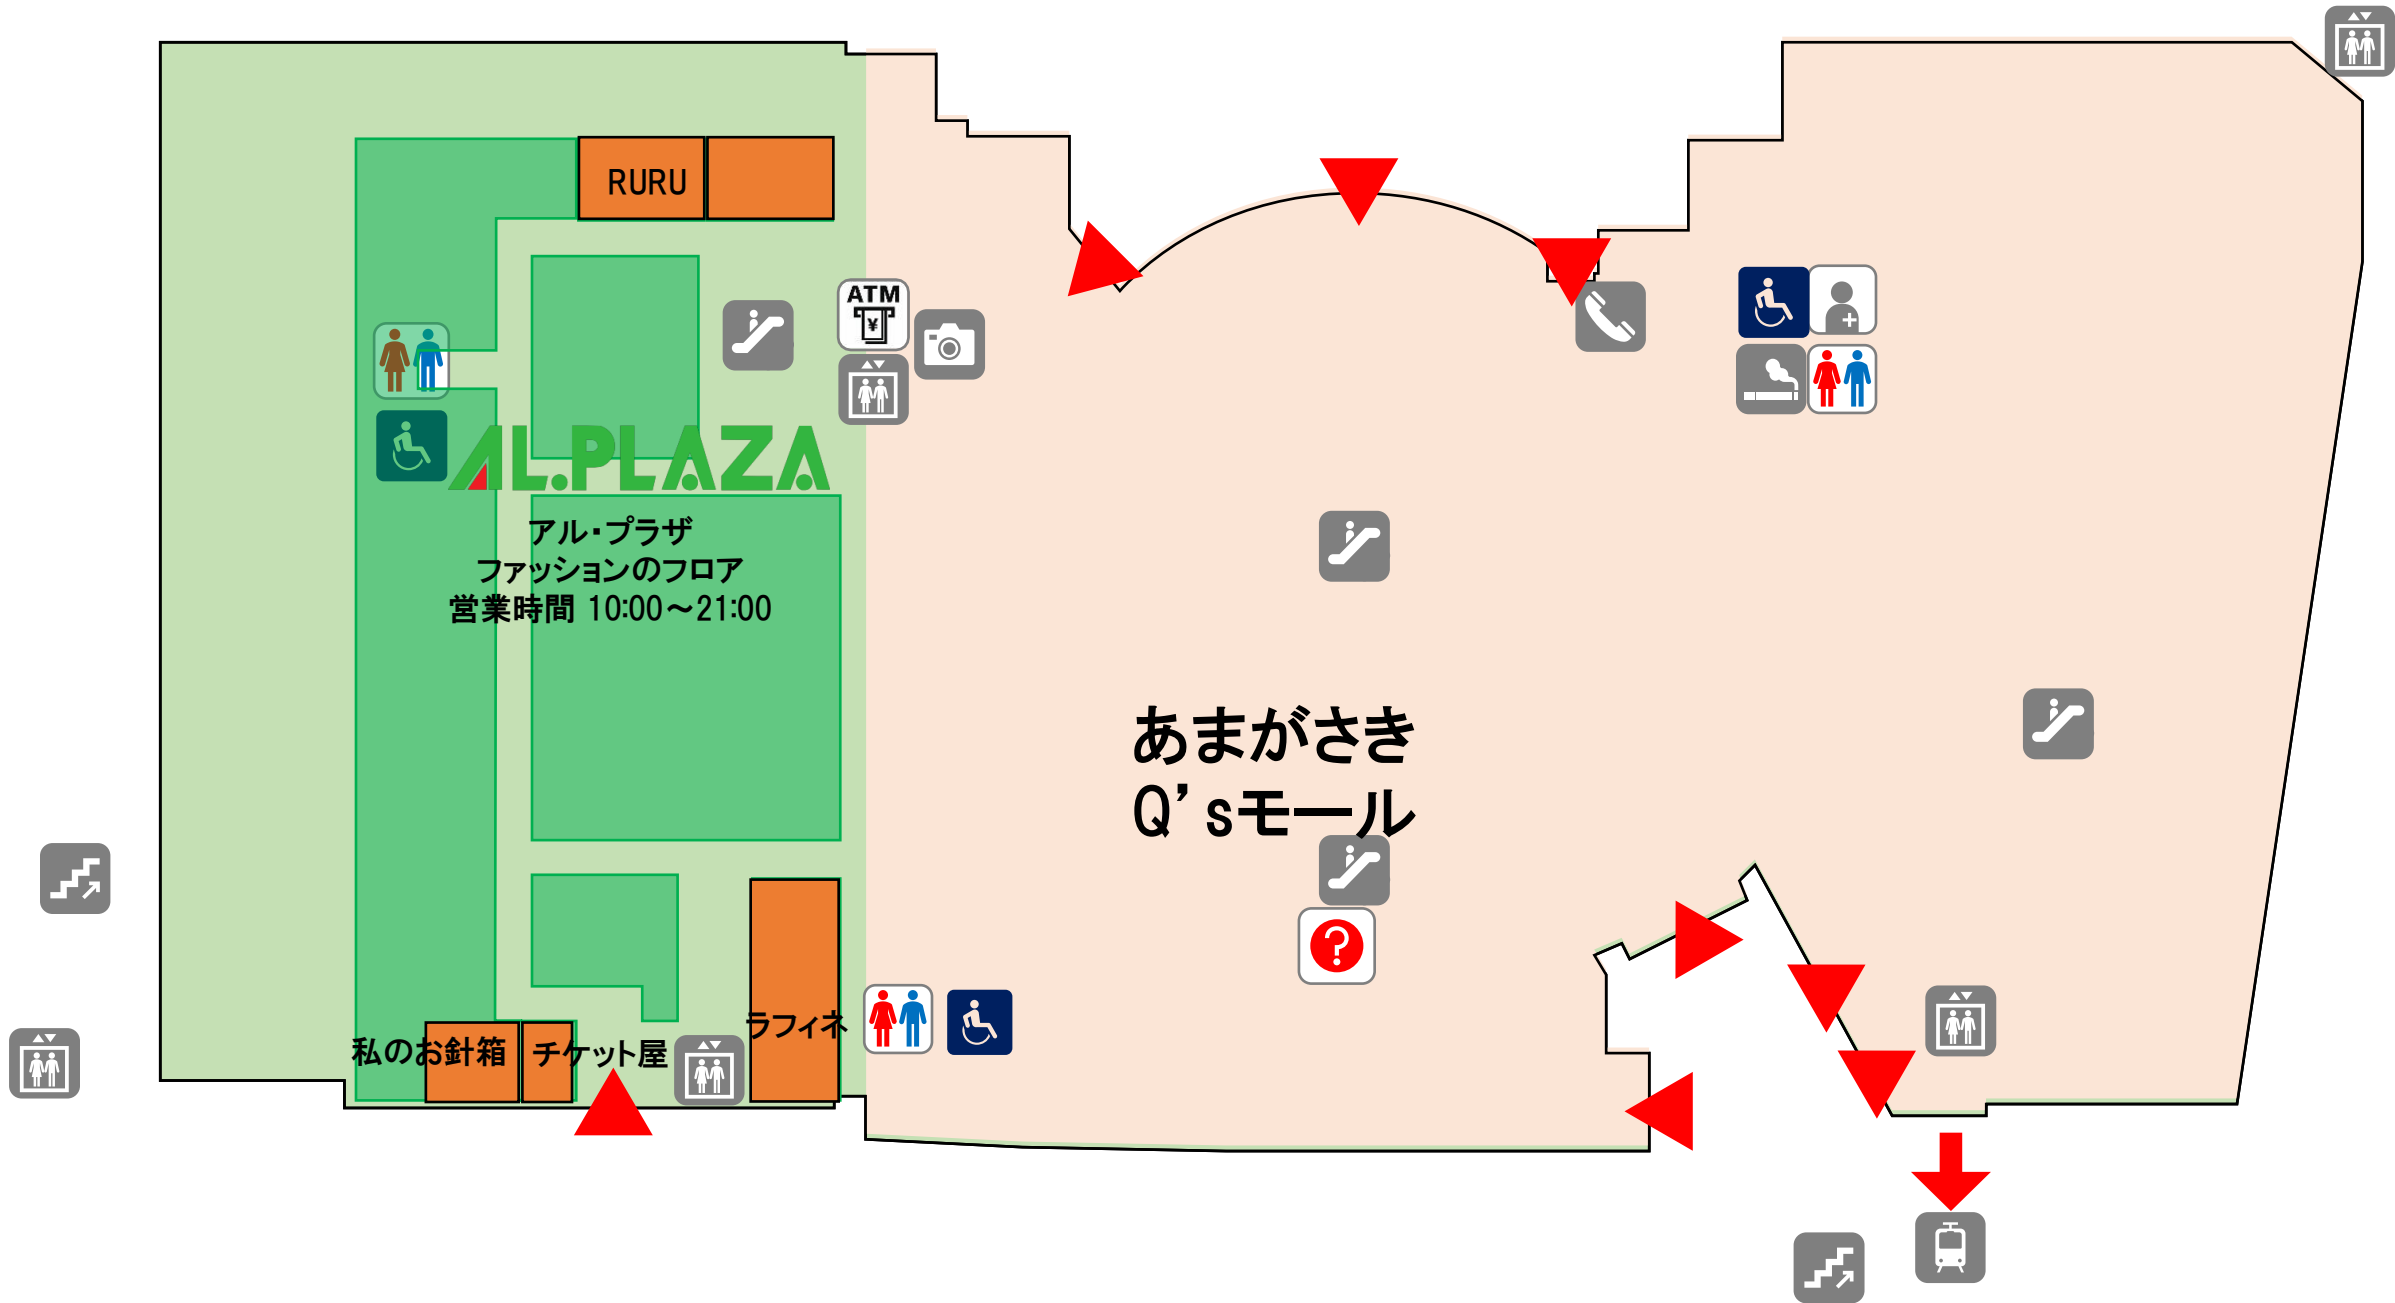 RURU
ATM
¥
AL.PLAZA
アル・プラザ
ファッションのフロア
営業時間 10:00～21:00
あまがさき
Q’sモール
?
私のお針箱
チケット屋
ラフィネ